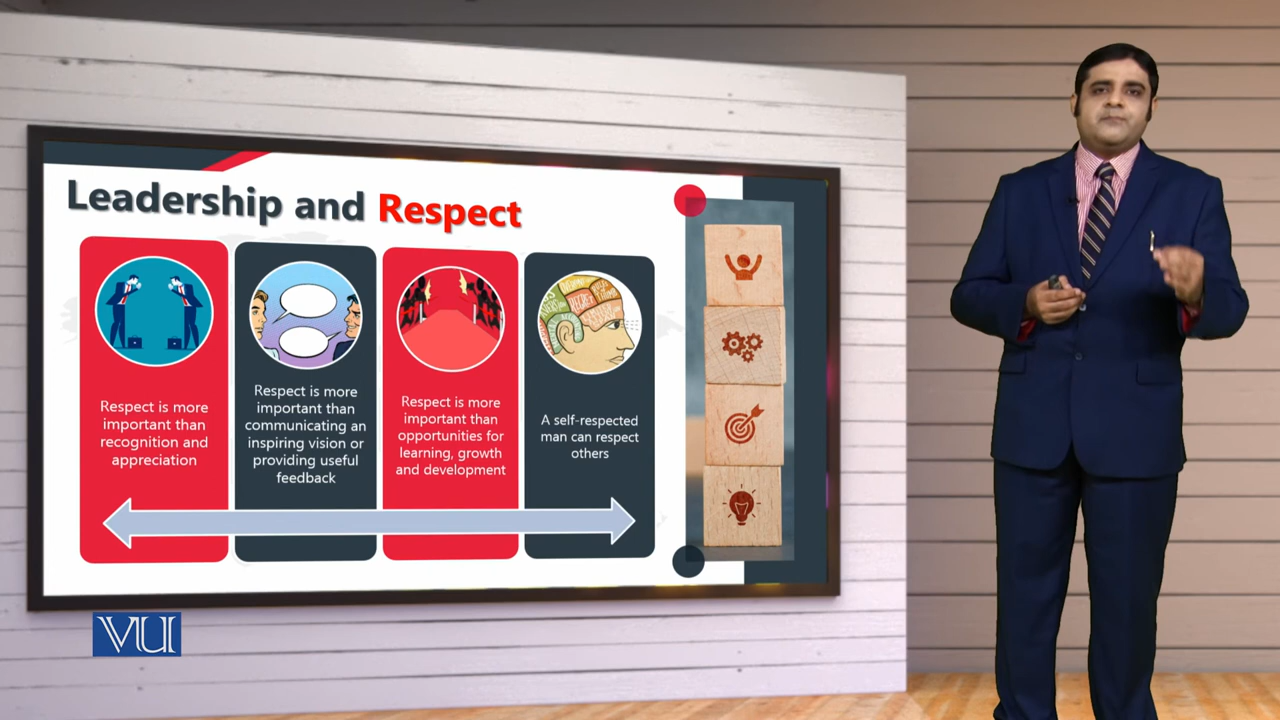 Leadership and Respect
Respect is more
important than
recognition and
appreciation
Respect is more
important than
communicating an
inspiring vision or
providing useful
feedback
Respect is more
important than
opportunities for
learning, growth
and development
A self-respected
man can respect
others
VU